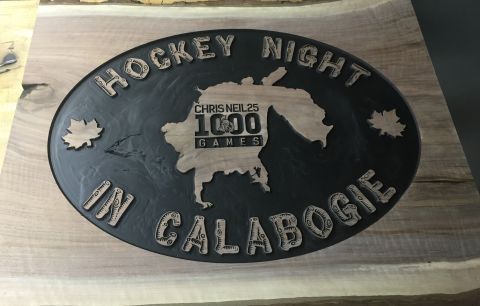 HOCKEY NIGHT
CHRIS NEIL 25
1000
GAMES
IN CALABOGIE